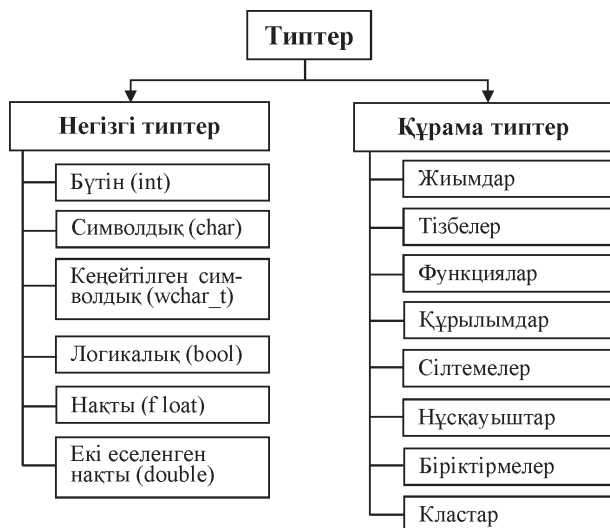 Типтер
Негізгі типтер
Бүтін (int)
Символдық (char)
Кеңейтілген сим-
волдық (wchar_t)
Логикалық (bool)
Нақты (f loat)
Екі еселенген
нақты (double)
Құрама типтер
Жиымдар
Тізбелер
Функциялар
Құрылымдар
Сілтемелер
Нұсқауыштар
Біріктірмелер
Кластар